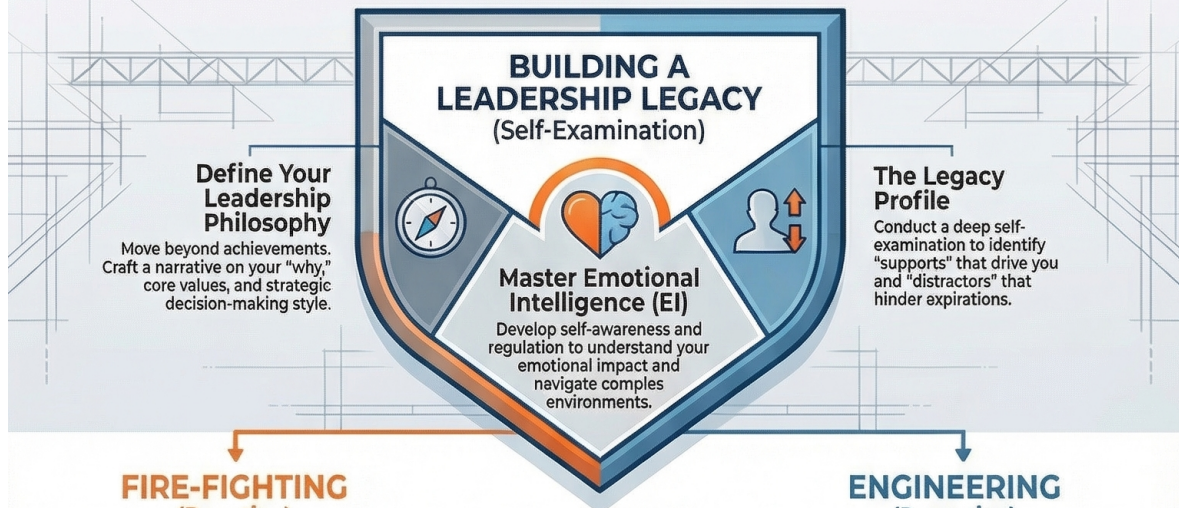 BUILDING A
LEADERSHIP LEGACY
(Self-Examination)
Define Your
Leadership
Philosophy
Move beyond achievements.
Craft a narrative on your “why,”
core values, and strategic
decision-making style.
Master Emotional
Intelligence (EI)
Develop self-awareness and
regulation to understand your
emotional impact and
navigate comples
environments.
The Legacy
Profile
Conduct a deep self-
examination to identify
“supports” that drive you
and "distractors" that
hinder expirations.
FIRE-FIGHTING
ENGINEERING